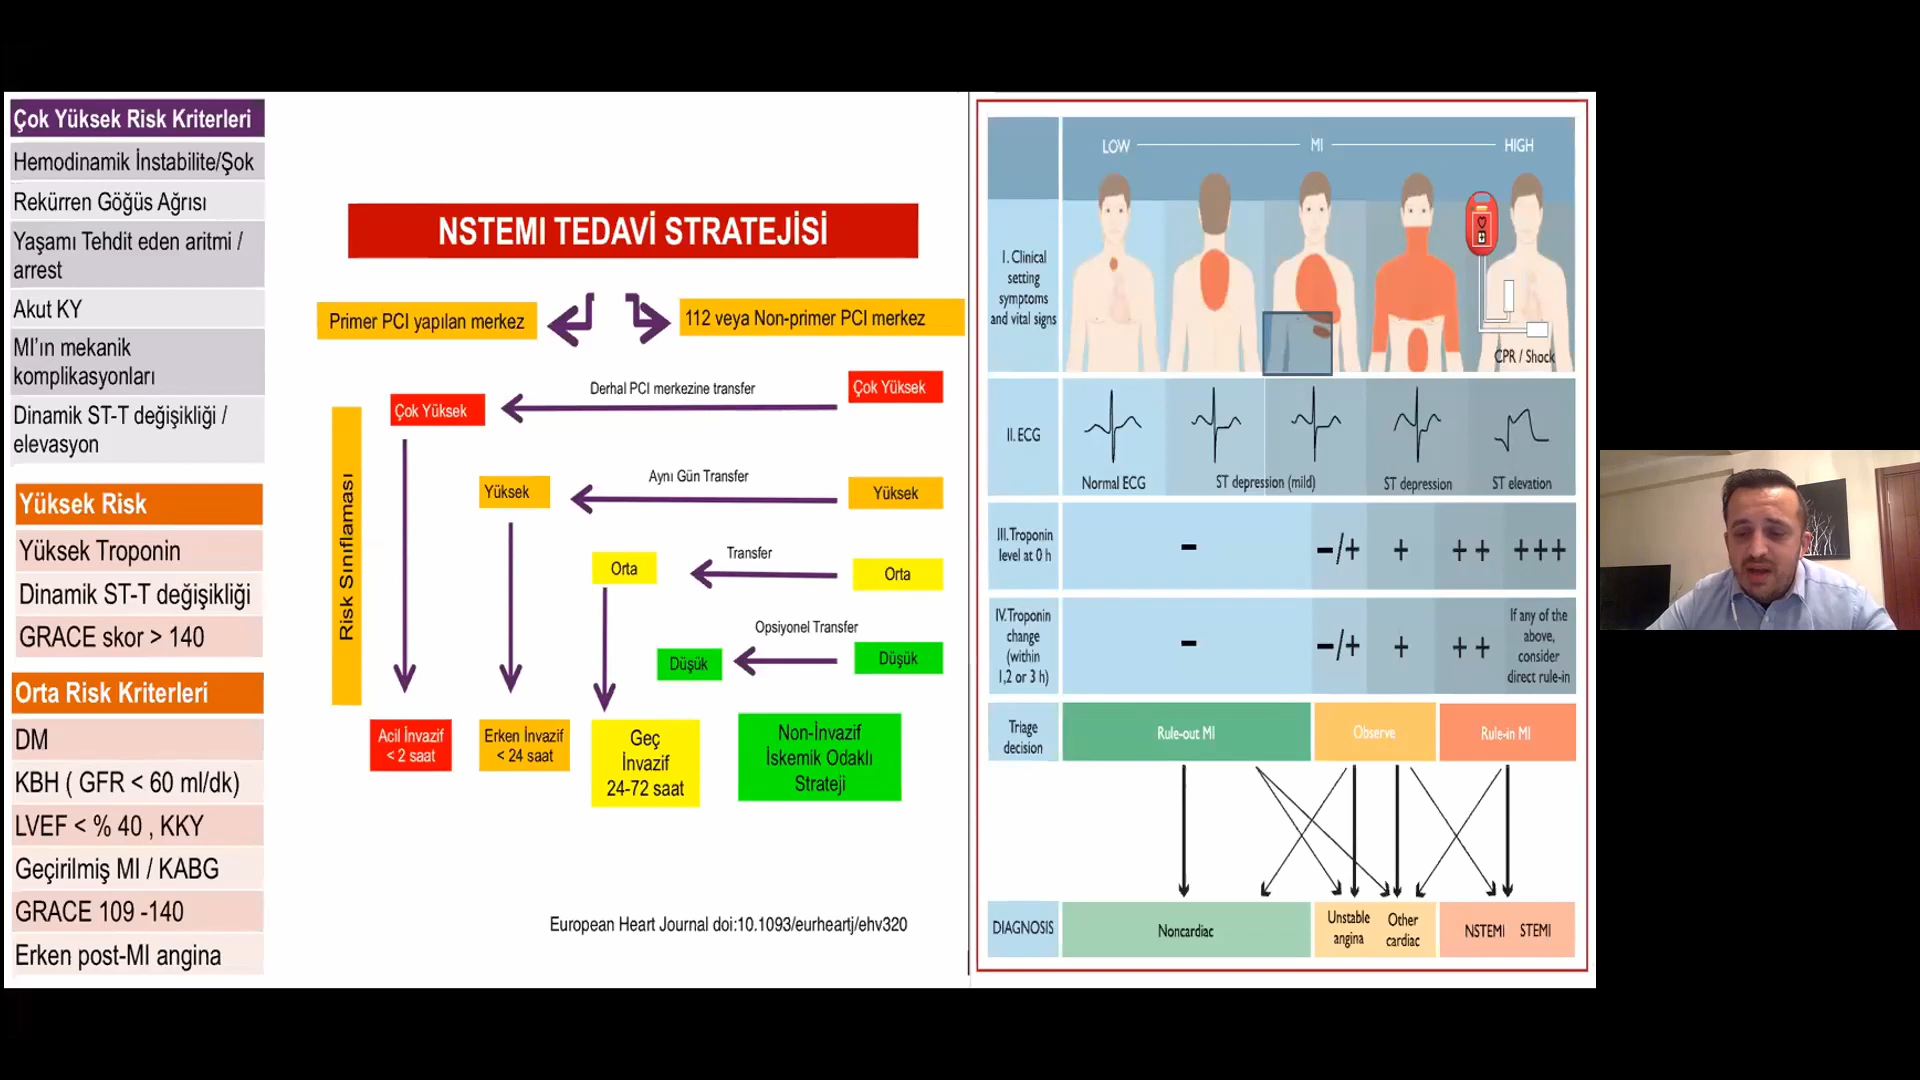 Çok Yüksek Risk Kriterleri
Hemodinamik İnstabilite/Şok
Rekürren Göğüs Ağrısı
Yaşamı Tehdit eden aritmi /
arrest
Akut KY
MI'ın mekanik
komplikasyonları
Dinamik ST-T değişikliği /
elevasyon
Yüksek Risk
Yüksek Troponin
Dinamik ST-T değişikliği
GRACE skor > 140
Orta Risk Kriterleri
DM
KBH ( GFR < 60 ml/dk)
LVEF < % 40 , KKY
Geçirilmiş MI / KABG
GRACE 109 -140
Erken post-MI angina
NSTEMI TEDAVİ STRATEJİSİ
Primer PCI yapılan merkez
112 veya Non-primer PCI merkez
Risk Sınıflaması
Çok Yüksek
Derhal PCI merkezine transfer
Çok Yüksek
Yüksek
Aynı Gün Transfer
Yüksek
Orta
Transfer
Orta
Düşük
Opsiyonel Transfer
Düşük
Acil İnvazif
< 2 saat
Erken İnvazif
< 24 saat
Geç
İnvazif
24-72 saat
Non-İnvazif
İskemik Odaklı
Strateji
European Heart Journal doi:10.1093/eurheartj/ehv320
LOW MI HIGH
I. Clinical
setting
symptoms
and vital signs
CPR / Shock
II. ECG
Normal ECG
ST depression (mild)
ST depression
ST elevation
III. Troponin
level at 0 h
– –/+ + ++ +++
IV. Troponin
change
(within
1,2 or 3 h)
– –/+ + ++
If any of the
above,
consider
direct rule-in
Triage
decision
Rule-out MI
Observe
Rule-in MI
DIAGNOSIS
Noncardiac
Unstable
angina
Other
cardiac
NSTEMI
STEMI